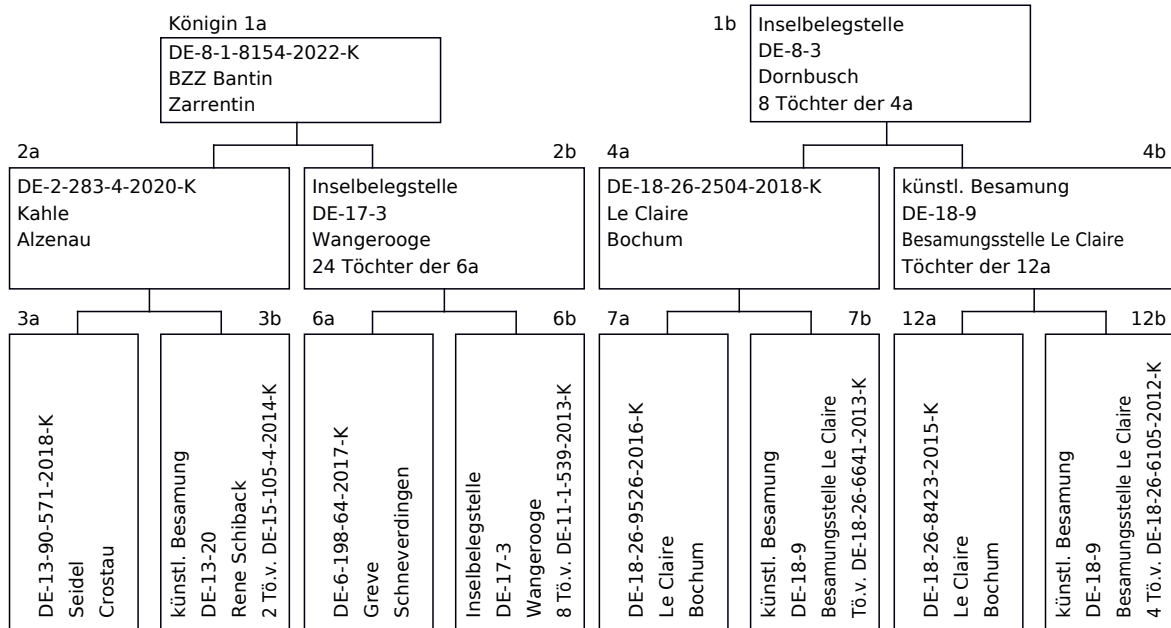 Königin 1a
DE-8-1-8154-2022-K
BZZ Bantin
Zarrentin
1b
Inselbelegstelle
DE-8-3
Dornbusch
8 Töchter der 4a
2a
DE-2-283-4-2020-K
Kahle
Alzenau
2b
Inselbelegstelle
DE-17-3
Wangerooge
24 Töchter der 6a
4a
DE-18-26-2504-2018-K
Le Claire
Bochum
4b
künstl. Besamung
DE-18-9
Besamungsstelle Le Claire
Töchter der 12a
3a
DE-13-90-571-2018-K
Seidel
Crostau
3b
künstl. Besamung
DE-13-20
Rene Schiback
2 Tö.v. DE-15-105-4-2014-K
6a
DE-6-198-64-2017-K
Greve
Schneverdingen
6b
Inselbelegstelle
DE-17-3
Wangerooge
8 Tö.v. DE-11-1-539-2013-K
7a
DE-18-26-9526-2016-K
Le Claire
Bochum
7b
künstl. Besamung
DE-18-9
Besamungsstelle Le Claire
Tö.v. DE-18-26-6641-2013-K
12a
DE-18-26-8423-2015-K
Le Claire
Bochum
12b
künstl. Besamung
DE-18-9
Besamungsstelle Le Claire
4 Tö.v. DE-18-26-6105-2012-K